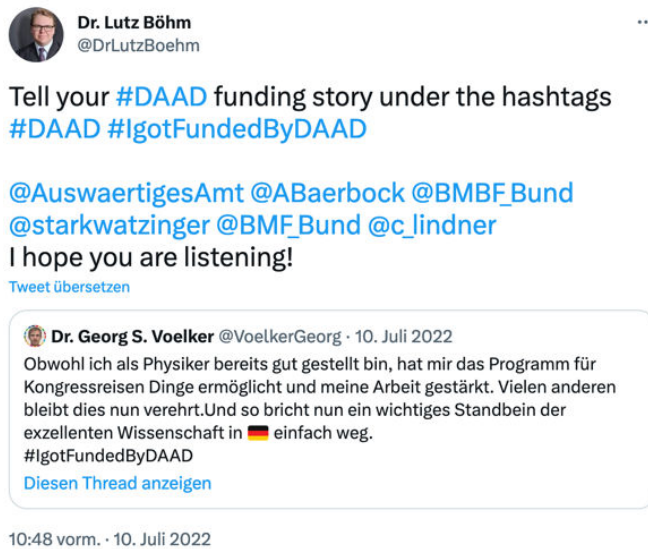 Dr. Lutz Böhm
@DrLutzBoehm
Tell your #DAAD funding story under the hashtags
#DAAD #IgotFundedByDAAD
@AuswaertigesAmt @ABaerbock @BMBF_Bund
@starkwatzinger @BMF_Bund @c_lindner
I hope you are listening!
Tweet übersetzen
Dr. Georg S. Voelker @VoelkerGeorg · 10. Juli 2022
Obwohl ich als Physiker bereits gut gestellt bin, hat mir das Programm für
Kongressreisen Dinge ermöglicht und meine Arbeit gestärkt. Vielen anderen
bleibt dies nun verehrt.Und so bricht nun ein wichtiges Standbein der
exzellenten Wissenschaft in 🇩🇪 einfach weg.
#IgotFundedByDAAD
Diesen Thread anzeigen
10:48 vorm. · 10. Juli 2022